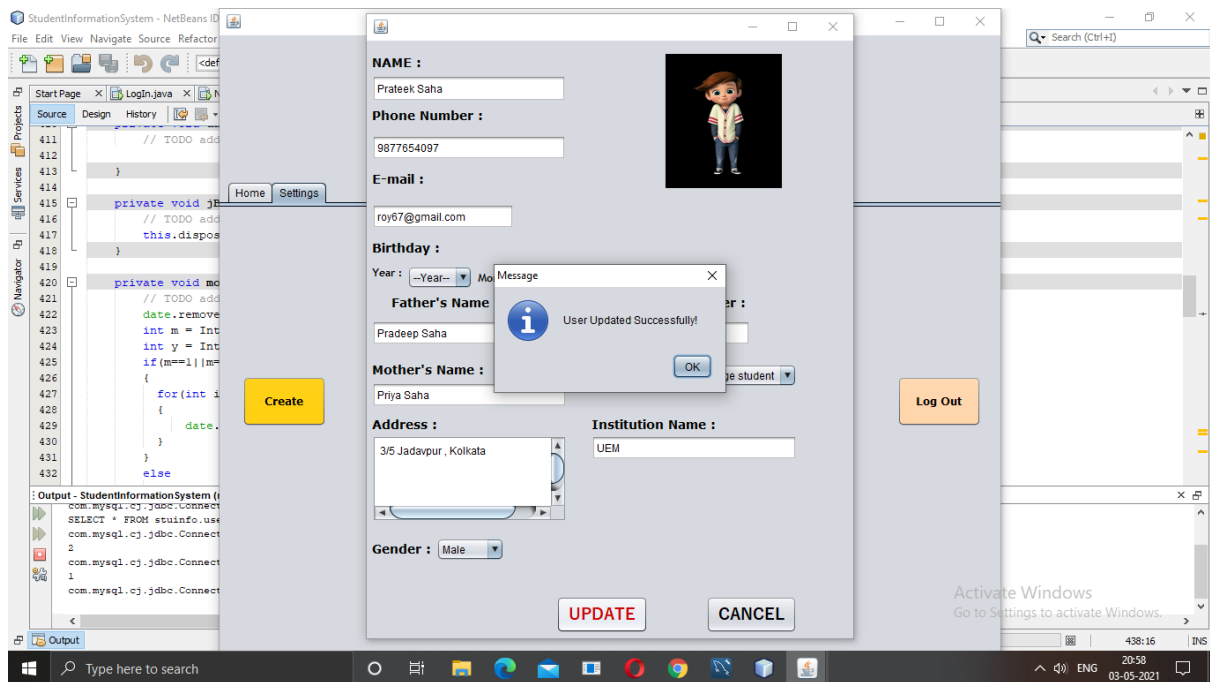 StudentInformationSystem - NetBeans ID
File Edit View Navigate Source Refactor
Search (Ctrl+I)
<def
Start Page LogIn.java N
Source Design History
Projects
Services
Navigator
411 // TODO add
412
413 }
414
415 private void jB
416 // TODO add
417 this.dispos
418 }
419
420 private void mo
421 // TODO add
422 date.remove
423 int m = Int
424 int y = Int
425 if(m==1||m=
426 {
427 for(int i
428 {
429 date.
430 }
431 }
432 else
Output - StudentInformationSystem (
com.mysql.cj.jdbc.Connect
SELECT * FROM stuinfo.use
com.mysql.cj.jdbc.Connect
2
com.mysql.cj.jdbc.Connect
1
com.mysql.cj.jdbc.Connect
Output
Home Settings
Create
Log Out
NAME :
Prateek Saha
Phone Number :
9877654097
E-mail :
roy67@gmail.com
Birthday :
Year : --Year-- Mo
Father's Name er :
Pradeep Saha
Mother's Name : ge student
Priya Saha
Address : Institution Name :
3/5 Jadavpur , Kolkata UEM
Gender : Male
UPDATE CANCEL
Message
User Updated Successfully!
OK
Activate Windows
Go to Settings to activate Windows.
438:16 INS
Type here to search
ENG
20:58
03-05-2021